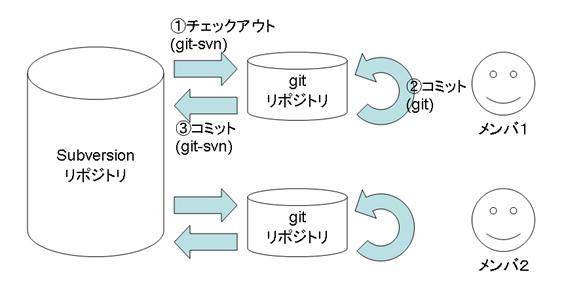 ①チェックアウト
(git-svn)
git
リポジトリ
②コミット
(git)
メンバ1
③コミット
(git-svn)
Subversion
リポジトリ
git
リポジトリ
メンバ2